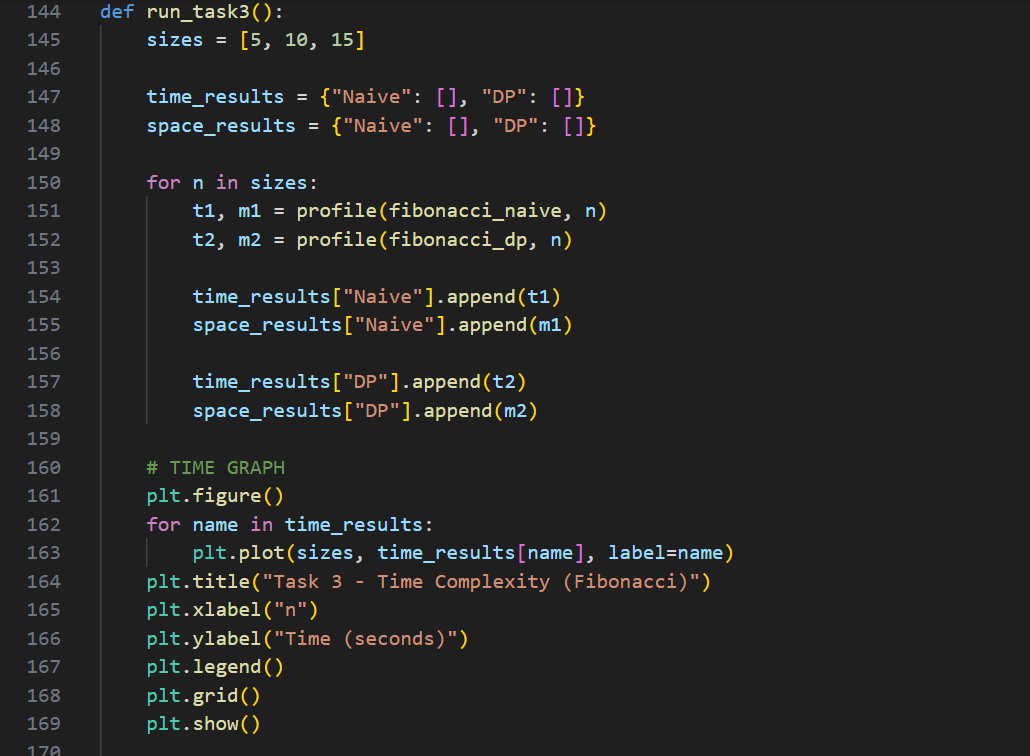 144 def run_task3():
145     sizes = [5, 10, 15]
146
147     time_results = {"Naive": [], "DP": []}
148     space_results = {"Naive": [], "DP": []}
149
150     for n in sizes:
151         t1, m1 = profile(fibonacci_naive, n)
152         t2, m2 = profile(fibonacci_dp, n)
153
154         time_results["Naive"].append(t1)
155         space_results["Naive"].append(m1)
156
157         time_results["DP"].append(t2)
158         space_results["DP"].append(m2)
159
160     # TIME GRAPH
161     plt.figure()
162     for name in time_results:
163         plt.plot(sizes, time_results[name], label=name)
164     plt.title("Task 3 - Time Complexity (Fibonacci)")
165     plt.xlabel("n")
166     plt.ylabel("Time (seconds)")
167     plt.legend()
168     plt.grid()
169     plt.show()
170